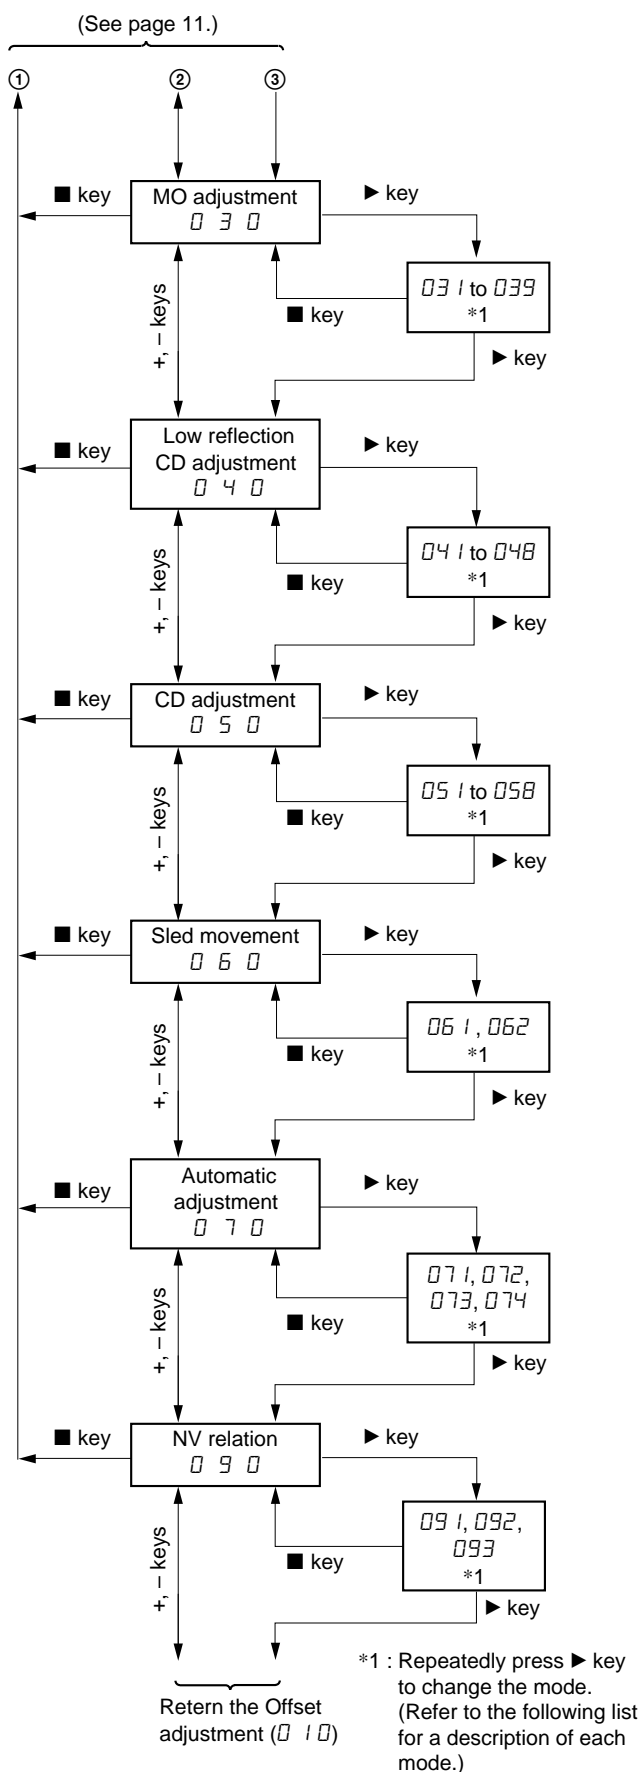 (See page 11.)
① ② ③
■ key
MO adjustment
0 3 0
► key
031 to 039
*1
■ key
+, – keys
► key
■ key
Low reflection
CD adjustment
0 4 0
► key
041 to 048
*1
■ key
+, – keys
► key
■ key
CD adjustment
0 5 0
► key
051 to 058
*1
■ key
+, – keys
► key
■ key
Sled movement
0 6 0
► key
061, 062
*1
■ key
+, – keys
► key
■ key
Automatic
adjustment
0 7 0
► key
071, 072,
073, 074
*1
■ key
+, – keys
► key
■ key
NV relation
0 9 0
► key
091, 092,
093
*1
■ key
+, – keys
► key
Retern the Offset
adjustment (0 1 0)
*1 : Repeatedly press ► key
to change the mode.
(Refer to the following list
for a description of each
mode.)